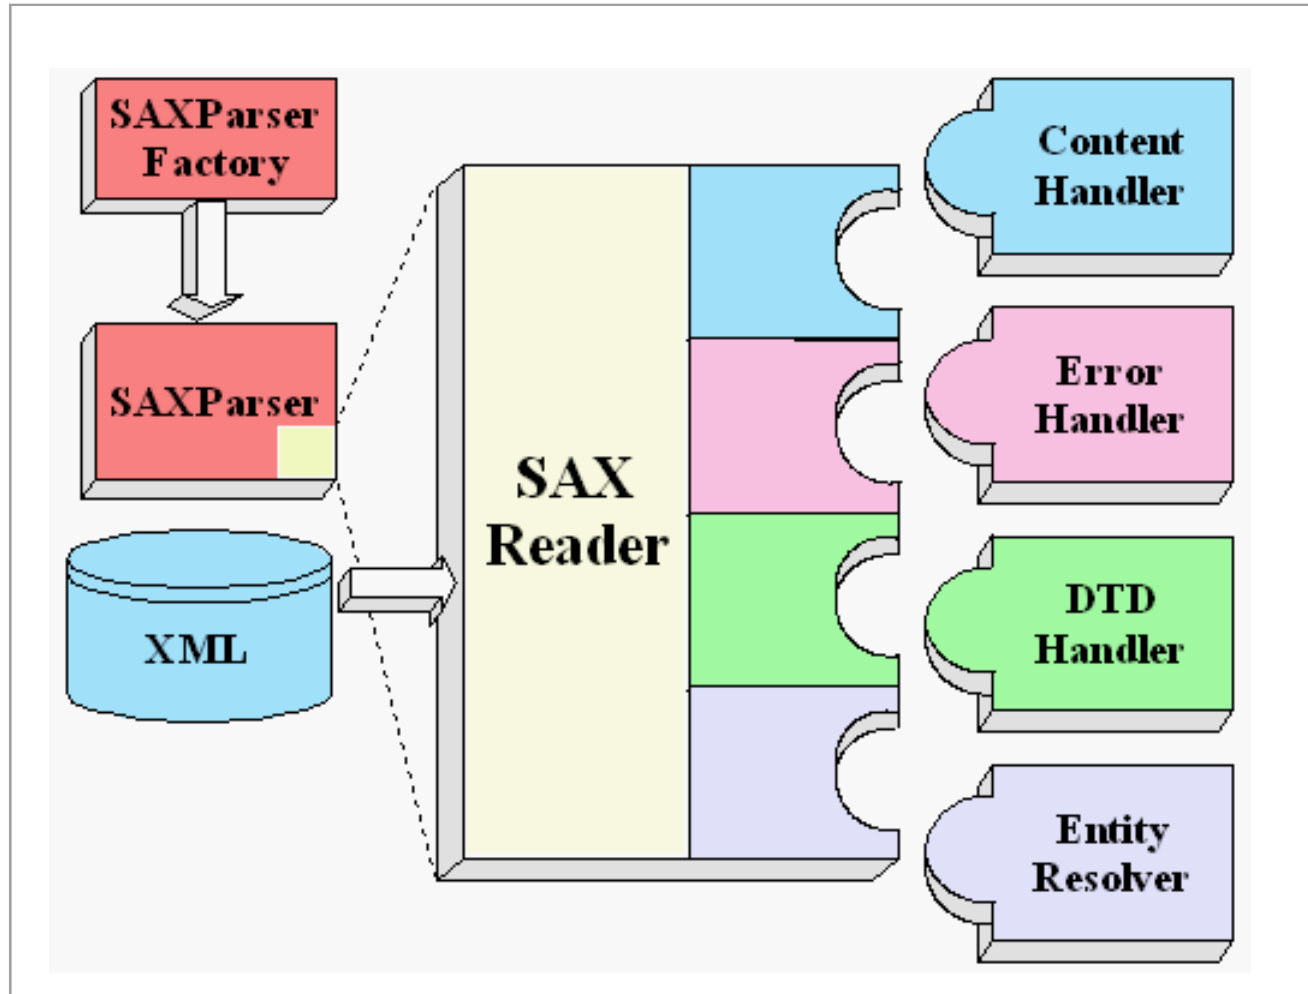 SAXParser
Factory
SAXParser
XML
SAX
Reader
Content
Handler
Error
Handler
DTD
Handler
Entity
Resolver